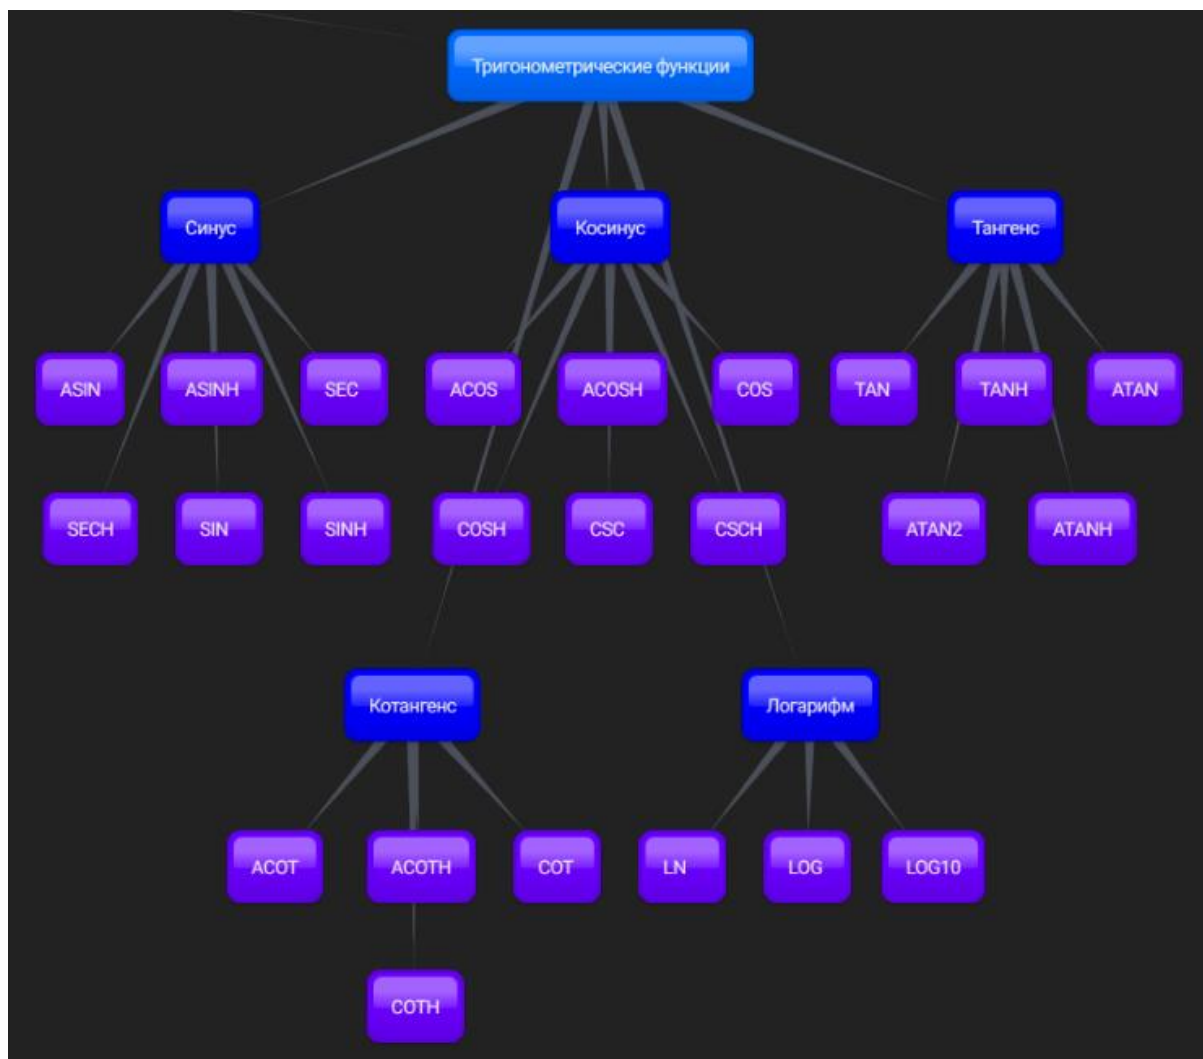 Тригонометрические функции
Синус
Косинус
Тангенс
ASIN
ASINH
SEC
ACOS
ACOSH
COS
TAN
TANH
ATAN
SECH
SIN
SINH
COSH
CSC
CSCH
ATAN2
ATANH
Котангенс
Логарифм
ACOT
ACOTH
COT
LN
LOG
LOG10
COTH